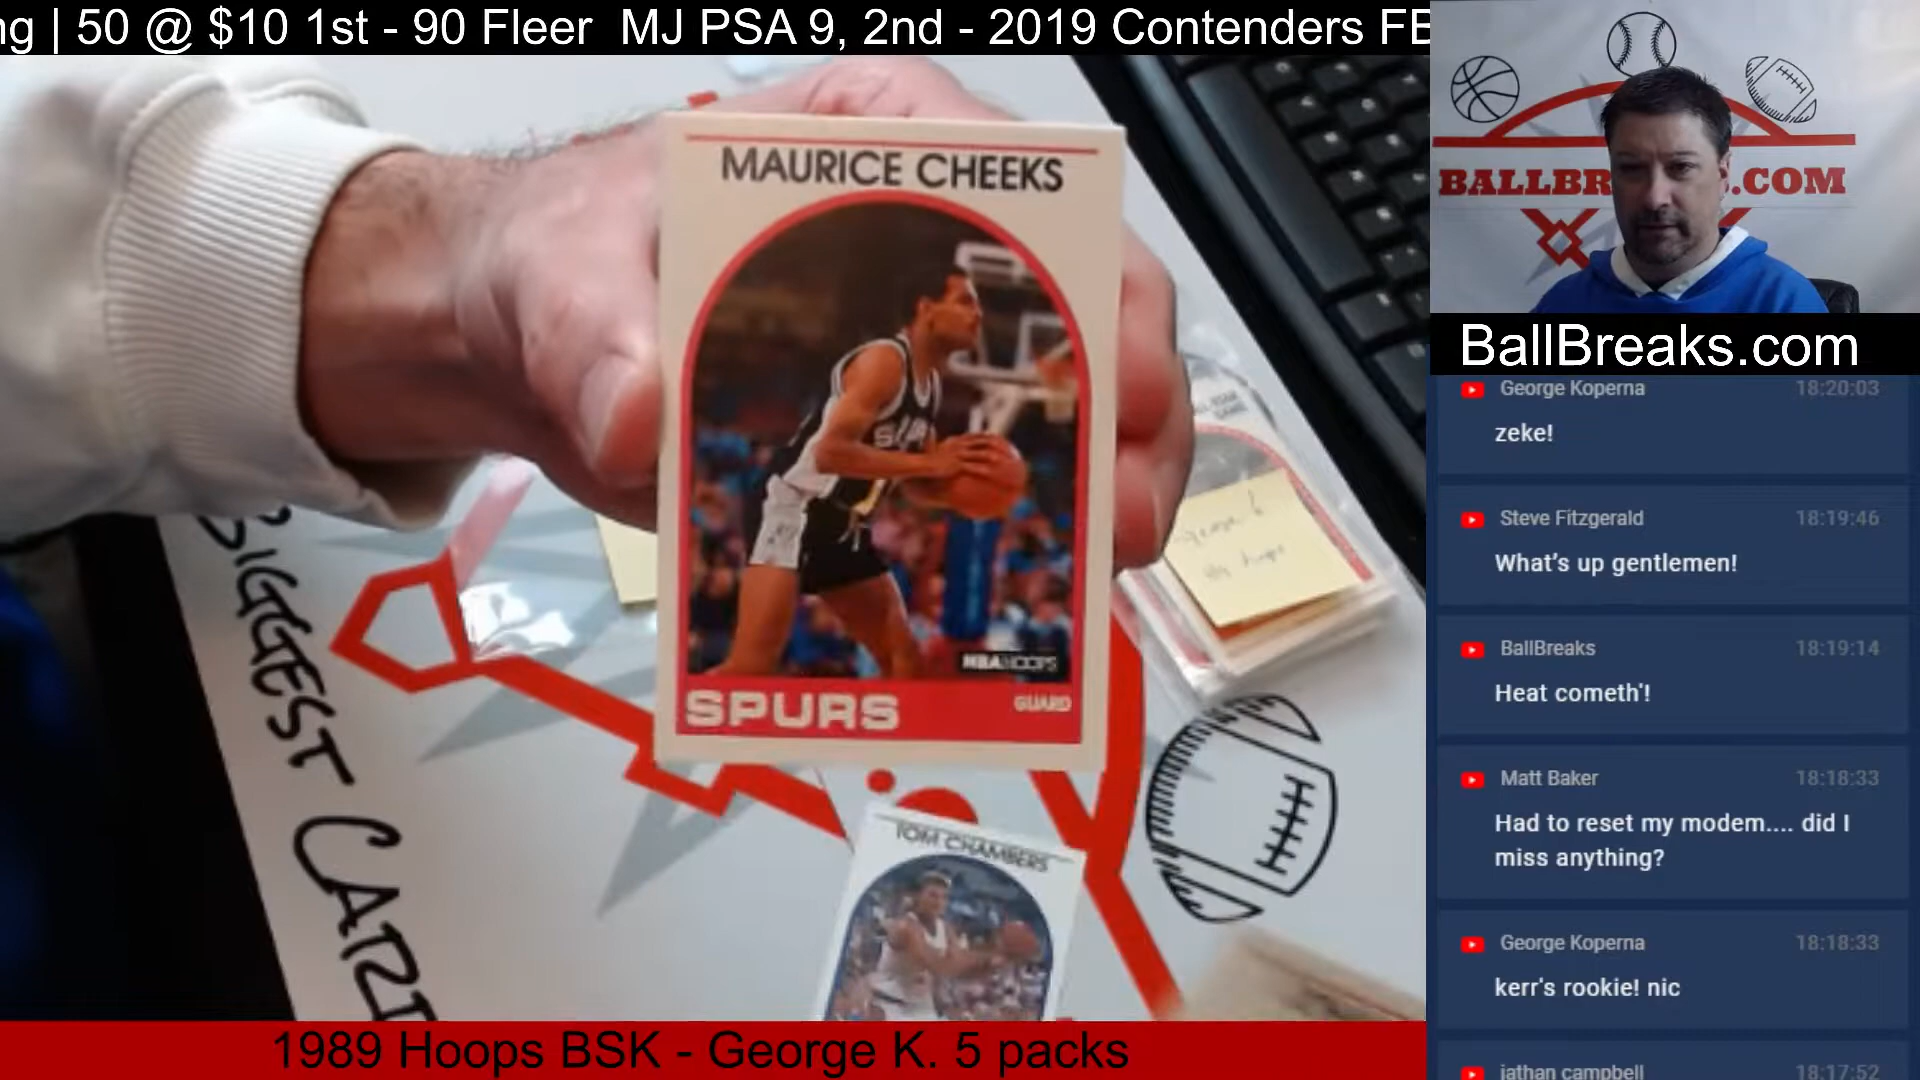 ng | 50 @ $10 1st - 90 Fleer MJ PSA 9, 2nd - 2019 Contenders FB
MAURICE CHEEKS
NBA HOOPS
SPURS
GUARD
TOM CHAMBERS
BIGGEST CARD
BALLBR .COM
BallBreaks.com
George Koperna 18:20:03
zeke!
Steve Fitzgerald 18:19:46
What's up gentlemen!
BallBreaks 18:19:14
Heat cometh'!
Matt Baker 18:18:33
Had to reset my modem.... did I
miss anything?
George Koperna 18:18:33
kerr's rookie! nic
jathan campbell 18:17:52
1989 Hoops BSK - George K. 5 packs